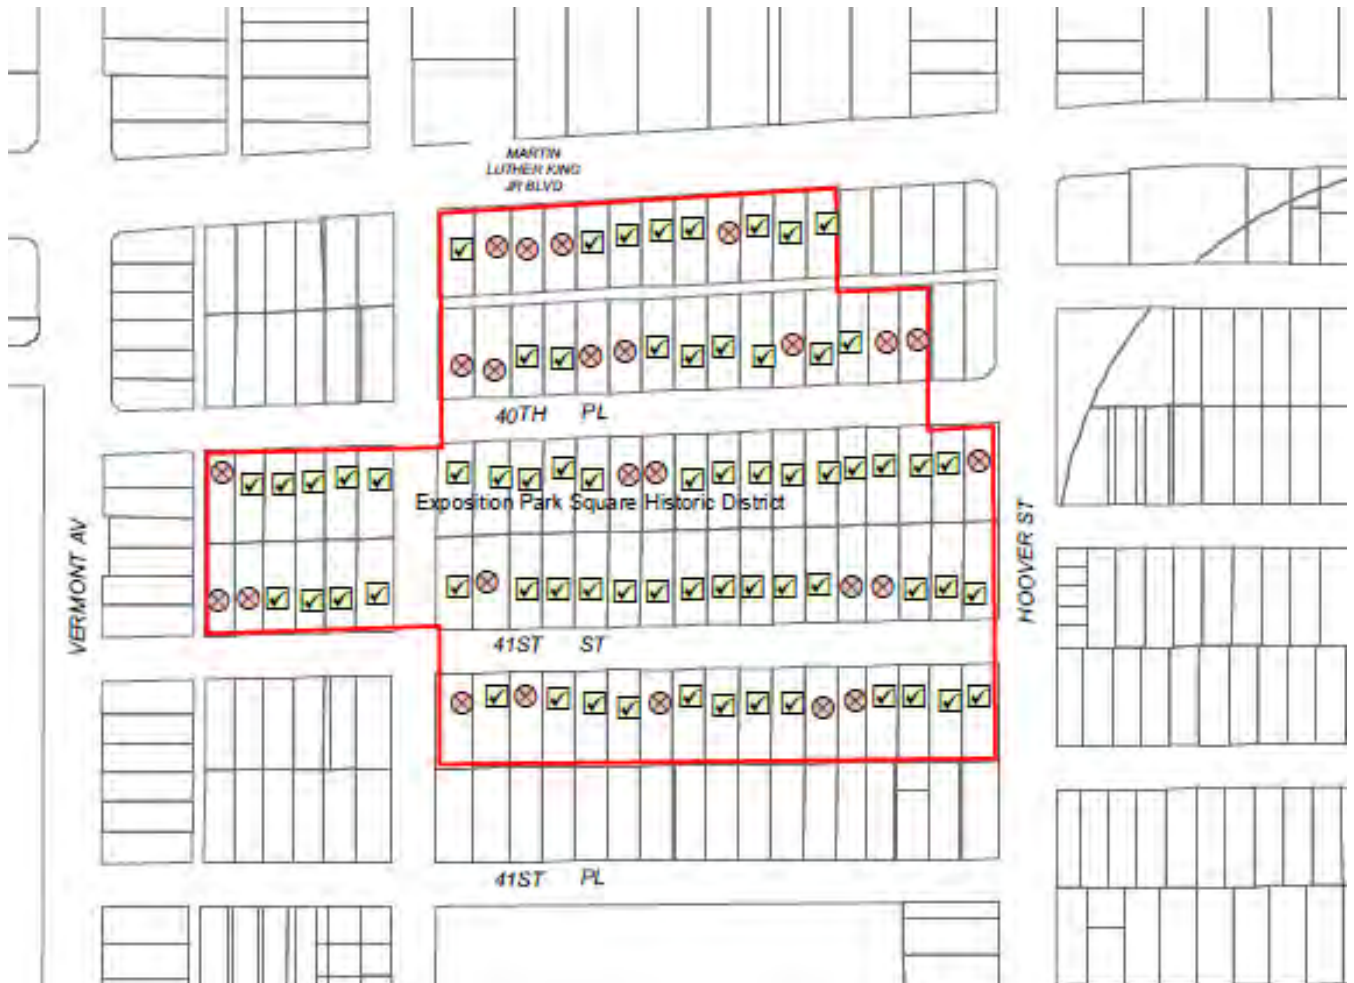 MARTIN
LUTHER KING
JR BLVD
40TH PL
Exposition Park Square Historic District
VERMONT AV
HOOVER ST
41ST ST
41ST PL